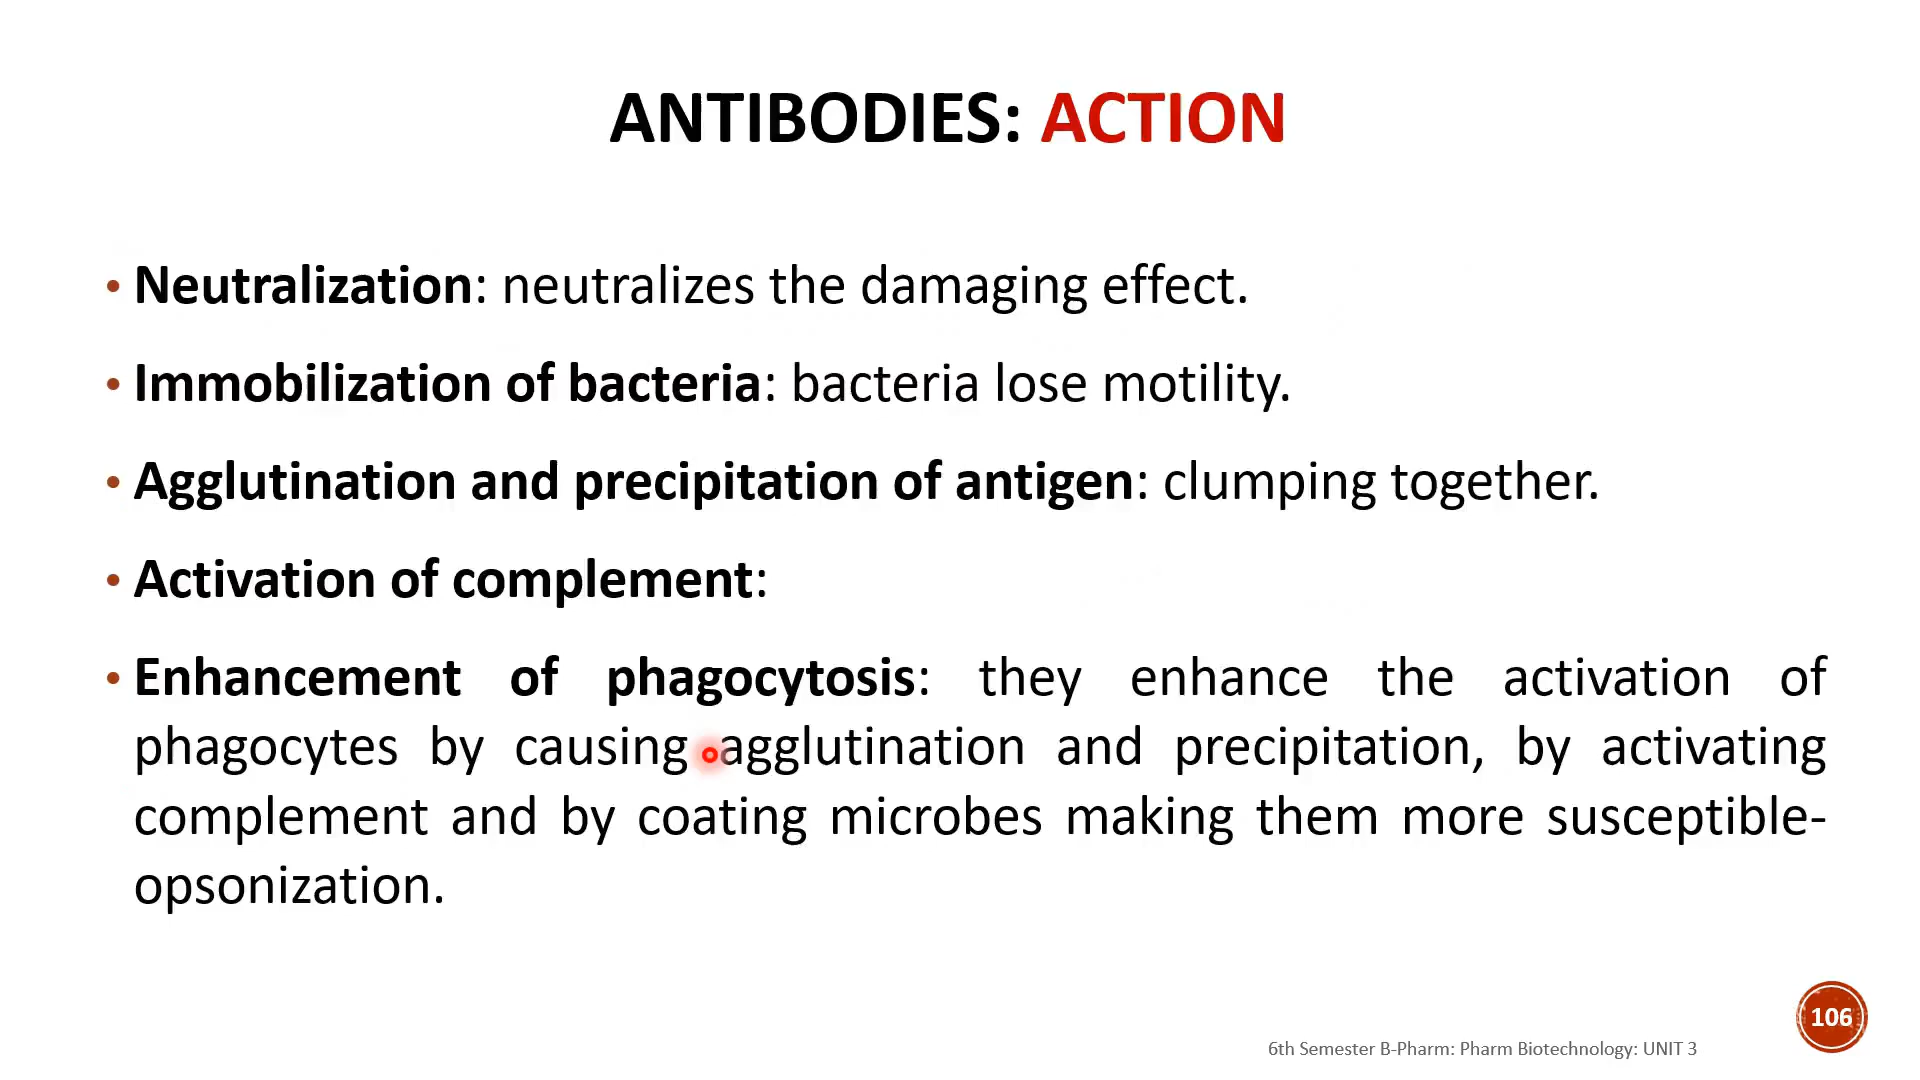 ANTIBODIES: ACTION
• Neutralization: neutralizes the damaging effect.
• Immobilization of bacteria: bacteria lose motility.
• Agglutination and precipitation of antigen: clumping together.
• Activation of complement:
• Enhancement of phagocytosis: they enhance the activation of
phagocytes by causing agglutination and precipitation, by activating
complement and by coating microbes making them more susceptible-
opsonization.
106
6th Semester B-Pharm: Pharm Biotechnology: UNIT 3